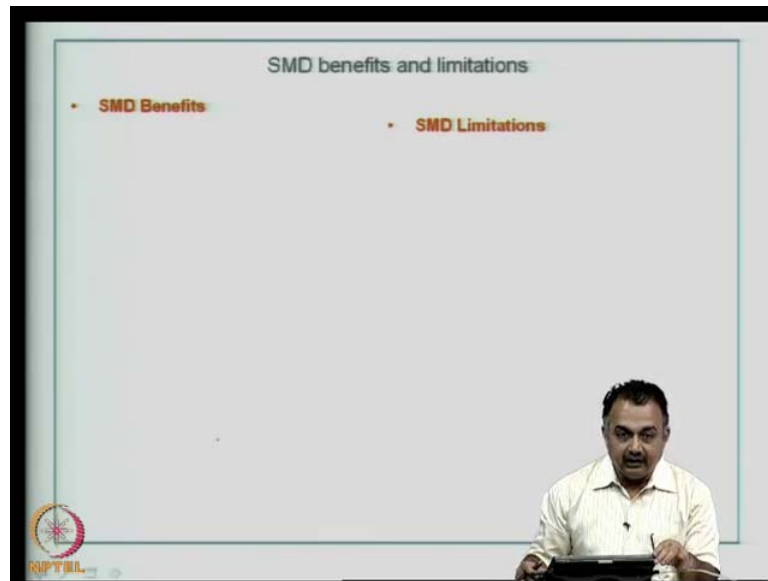 SMD benefits and limitations
• SMD Benefits
• SMD Limitations
NPTEL